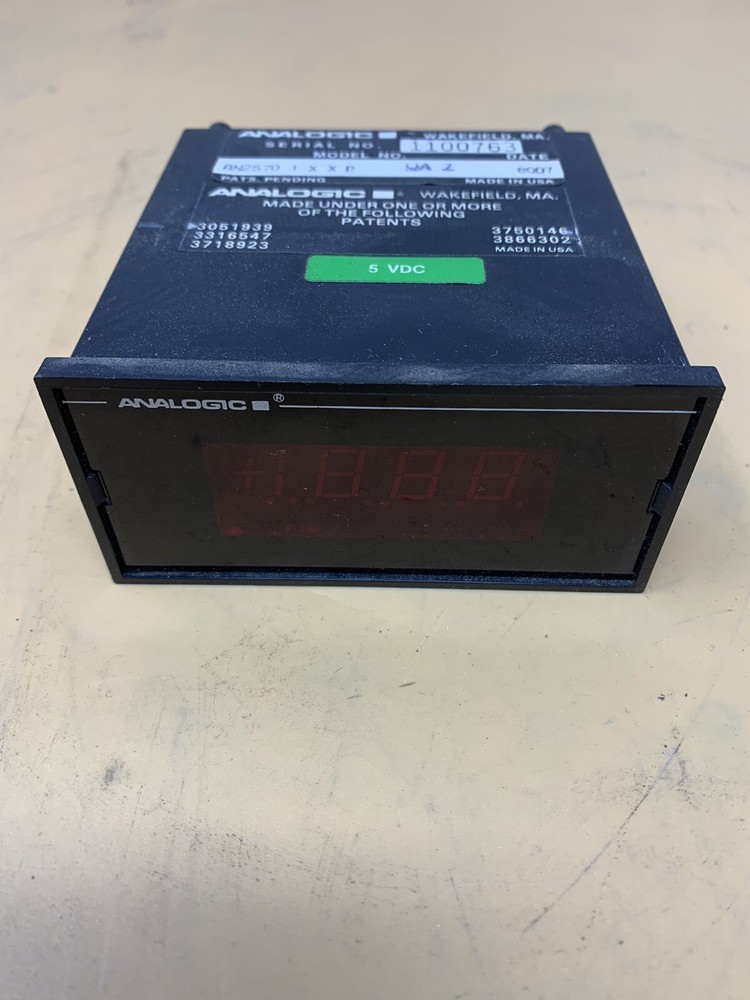 ANALOGIC WAKEFIELD, MA.
SERIAL NO. 1100763
MODEL NO. DATE
AN2570 1 X X P QA 2 8007
PATS. PENDING MADE IN USA
ANALOGIC ® WAKEFIELD, MA.
MADE UNDER ONE OR MORE
OF THE FOLLOWING
PATENTS
3051939 3750146
3316547 3866302
3718923 MADE IN USA
5 VDC
ANALOGIC ®
+1888